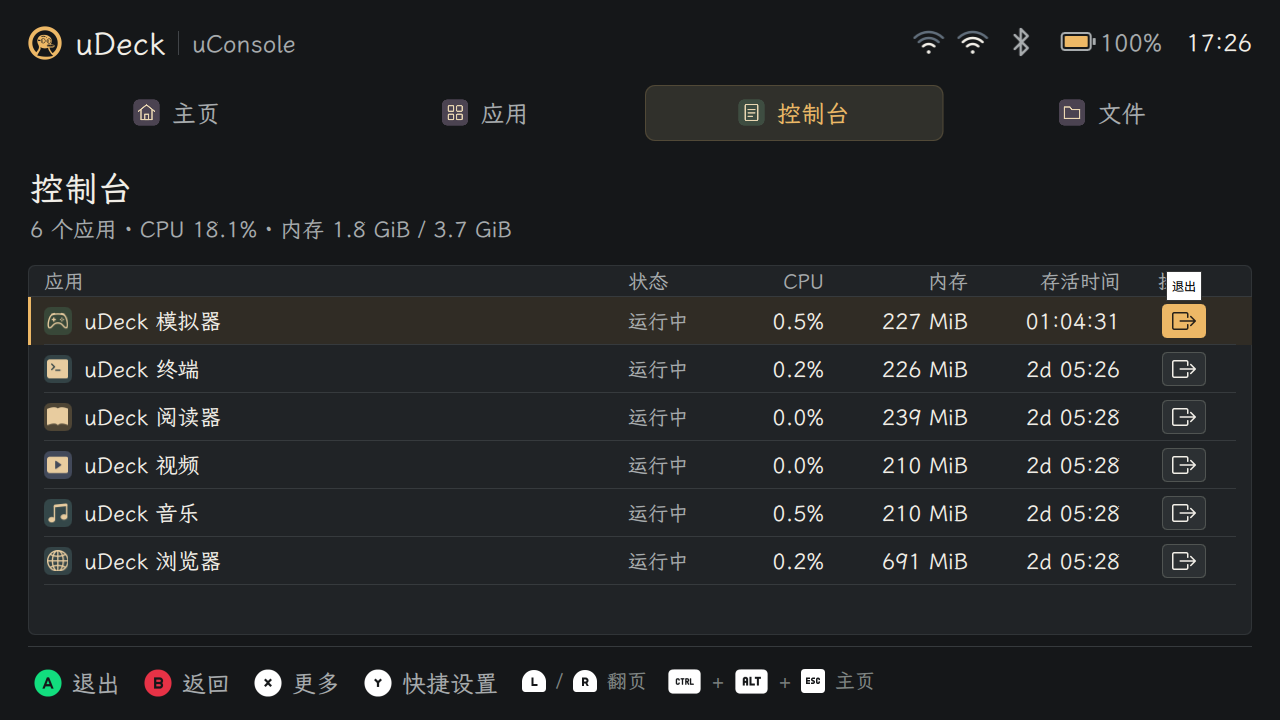 uDeck uConsole 100% 17:26
主页 应用 控制台 文件
控制台
6 个应用・CPU 18.1%・内存 1.8 GiB / 3.7 GiB
应用 状态 CPU 内存 存活时间
退出
uDeck 模拟器 运行中 0.5% 227 MiB 01:04:31
uDeck 终端 运行中 0.2% 226 MiB 2d 05:26
uDeck 阅读器 运行中 0.0% 239 MiB 2d 05:28
uDeck 视频 运行中 0.0% 210 MiB 2d 05:28
uDeck 音乐 运行中 0.5% 210 MiB 2d 05:28
uDeck 浏览器 运行中 0.2% 691 MiB 2d 05:28
A 退出 B 返回 X 更多 Y 快捷设置 L / R 翻页 CTRL + ALT + ESC 主页